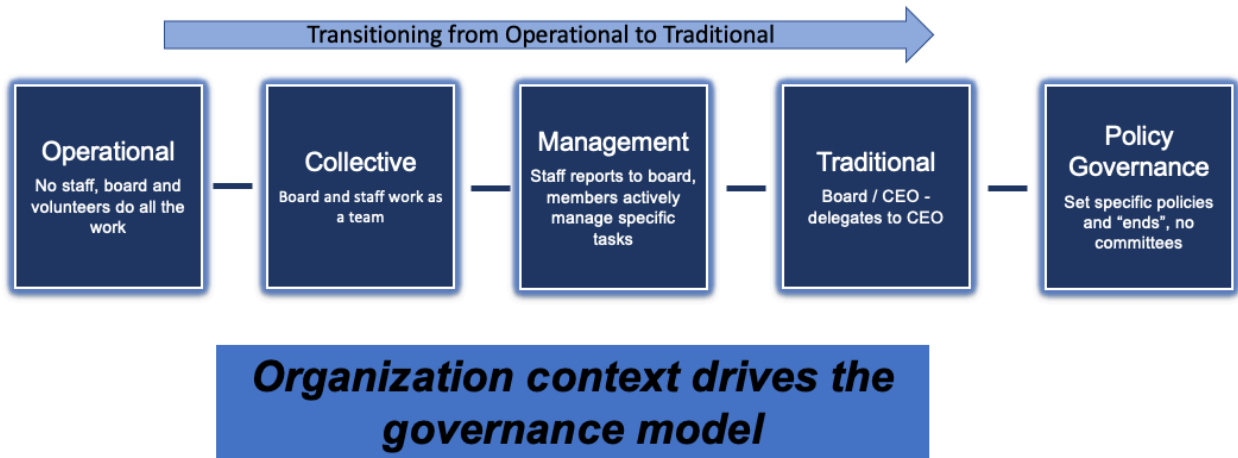 Transitioning from Operational to Traditional
Operational
No staff, board and
volunteers do all the
work
Collective
Board and staff work as
a team
Management
Staff reports to board,
members actively
manage specific
tasks
Traditional
Board / CEO -
delegates to CEO
Policy
Governance
Set specific policies
and “ends”, no
committees
Organization context drives the
governance model